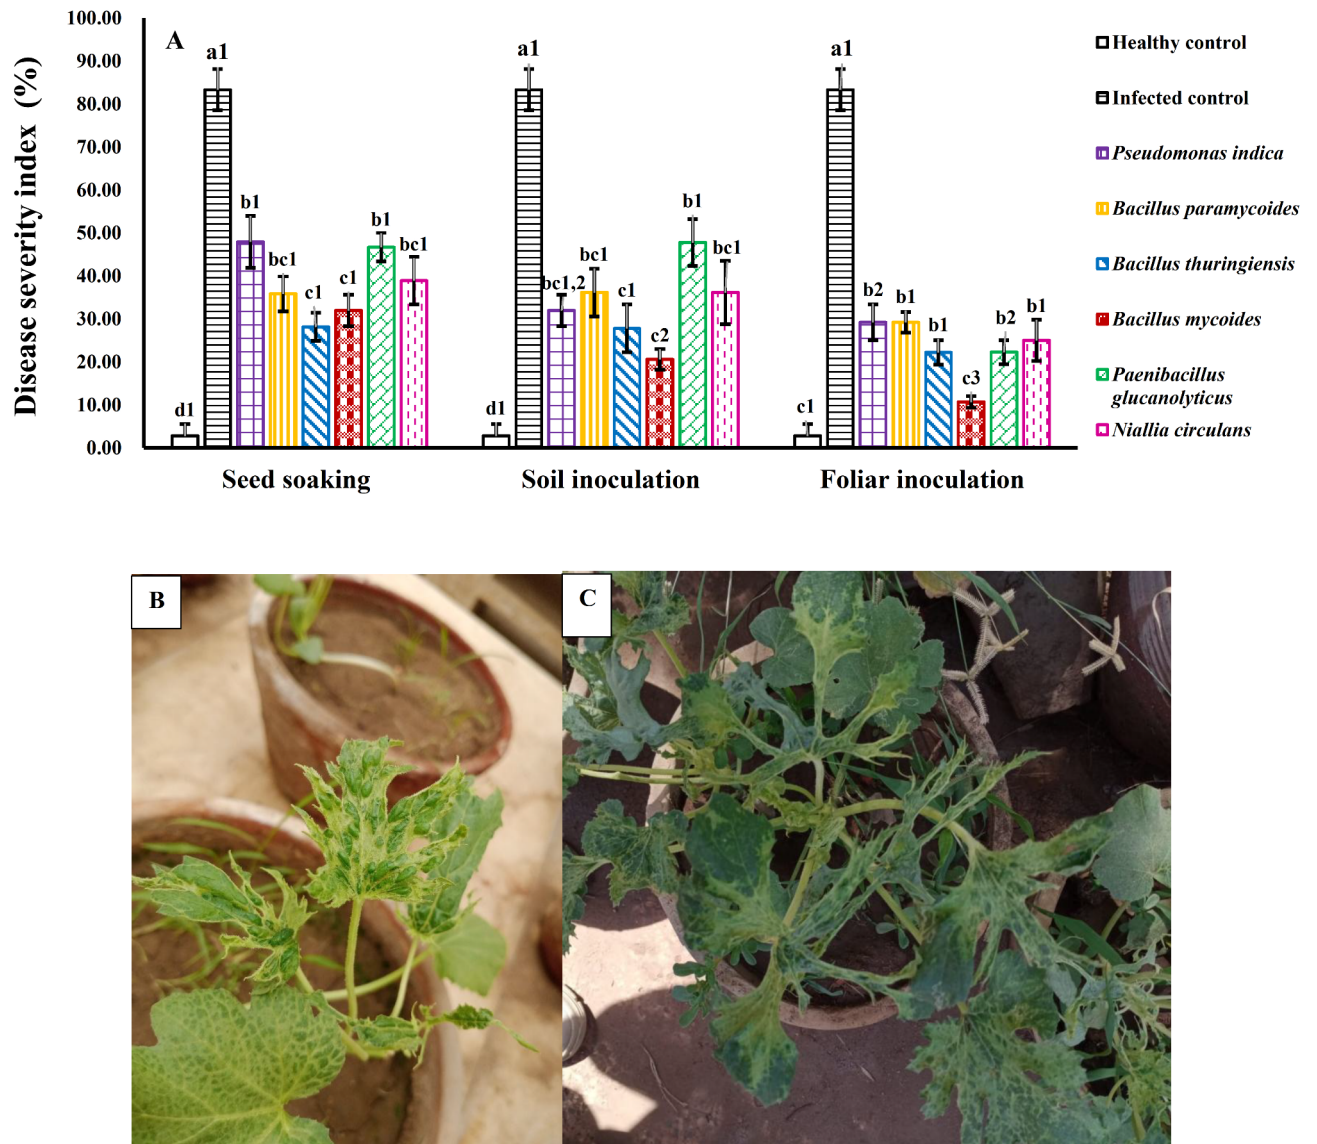 100.00
90.00
80.00
70.00
60.00
50.00
40.00
30.00
20.00
10.00
0.00
Disease severity index (%)
A
d1 a1 b1 bc1 c1 c1 b1 bc1
d1 a1 bc1,2 bc1 c1 c2 b1 bc1
c1 a1 b2 b1 b1 c3 b2 b1
Seed soaking
Soil inoculation
Foliar inoculation
Healthy control
Infected control
Pseudomonas indica
Bacillus paramycoides
Bacillus thuringiensis
Bacillus mycoides
Paenibacillus
glucanolyticus
Niallia circulans
B
C